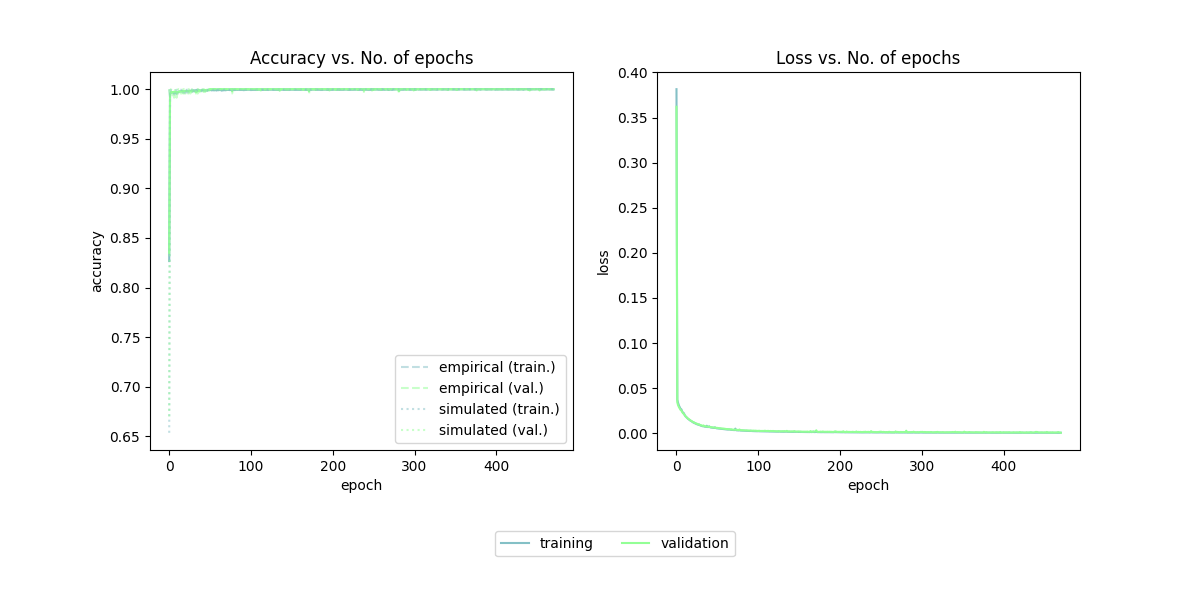 Accuracy vs. No. of epochs
1.00
0.95
0.90
0.85
0.80
0.75
0.70
0.65
accuracy
0 100 200 300 400
epoch
empirical (train.)
empirical (val.)
simulated (train.)
simulated (val.)
Loss vs. No. of epochs
0.40
0.35
0.30
0.25
0.20
0.15
0.10
0.05
0.00
loss
0 100 200 300 400
epoch
training validation